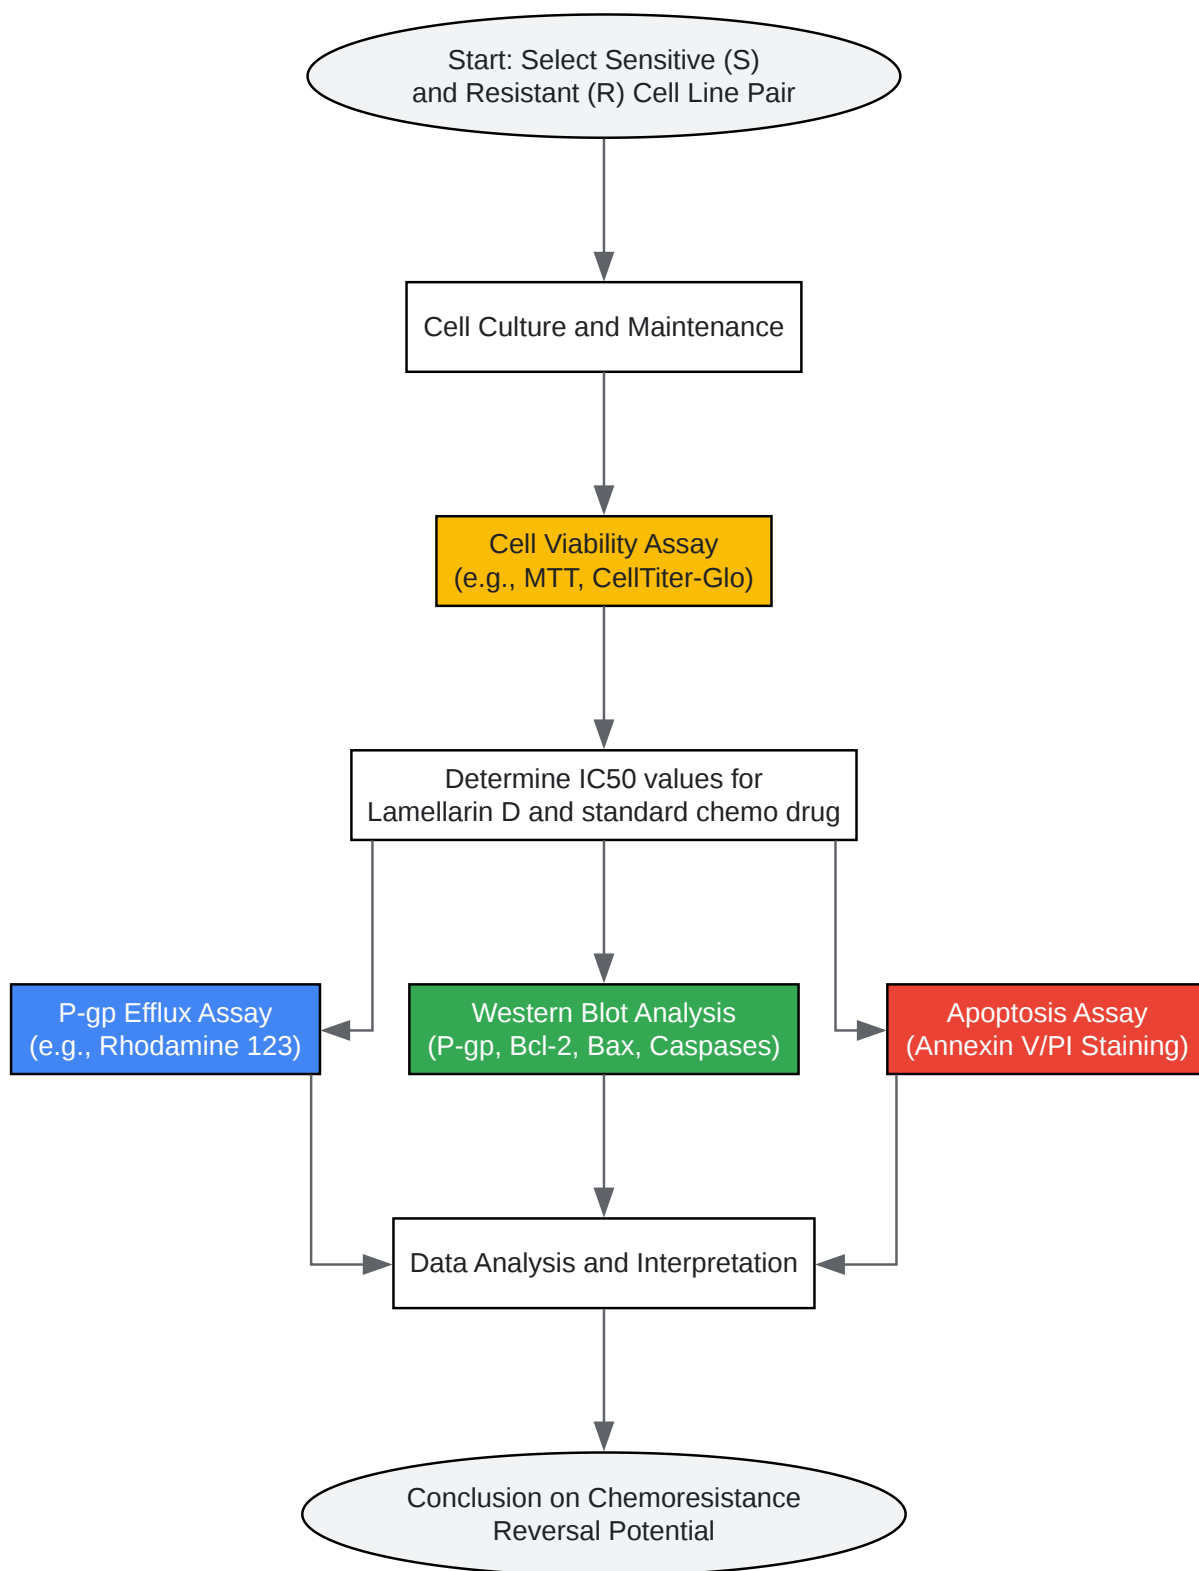 Start: Select Sensitive (S)
and Resistant (R) Cell Line Pair
Cell Culture and Maintenance
Cell Viability Assay
(e.g., MTT, CellTiter-Glo)
Determine IC50 values for
Lamellarin D and standard chemo drug
P-gp Efflux Assay
(e.g., Rhodamine 123)
Western Blot Analysis
(P-gp, Bcl-2, Bax, Caspases)
Apoptosis Assay
(Annexin V/PI Staining)
Data Analysis and Interpretation
Conclusion on Chemoresistance
Reversal Potential